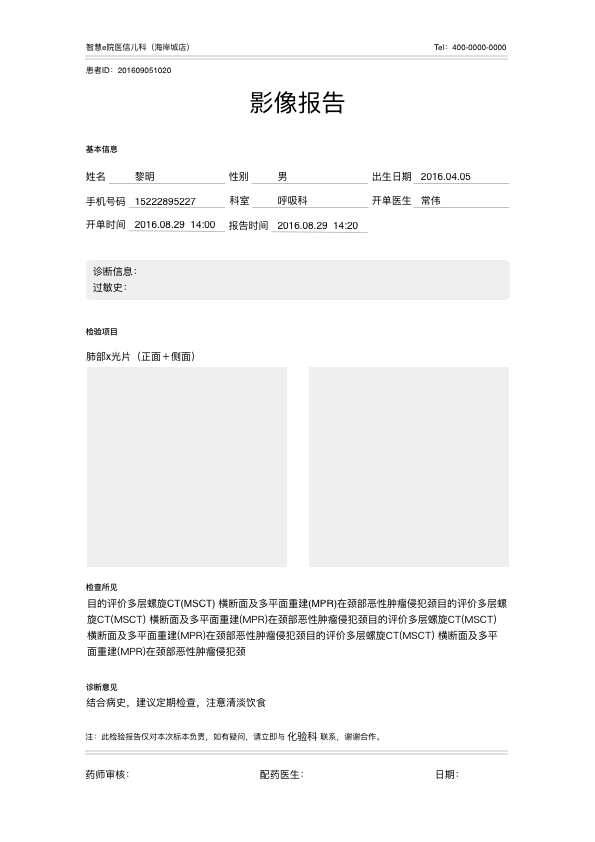 智慧e院医信儿科（海岸城店） Tel：400-0000-0000
患者ID：201609051020
影像报告
基本信息
姓名 黎明 性别 男 出生日期 2016.04.05
手机号码 15222895227 科室 呼吸科 开单医生 常伟
开单时间 2016.08.29 14:00 报告时间 2016.08.29 14:20
诊断信息：
过敏史：
检验项目
肺部x光片（正面＋侧面）
检查所见
目的评价多层螺旋CT(MSCT) 横断面及多平面重建(MPR)在颈部恶性肿瘤侵犯颈目的评价多层螺
旋CT(MSCT) 横断面及多平面重建(MPR)在颈部恶性肿瘤侵犯颈目的评价多层螺旋CT(MSCT)
横断面及多平面重建(MPR)在颈部恶性肿瘤侵犯颈目的评价多层螺旋CT(MSCT) 横断面及多平
面重建(MPR)在颈部恶性肿瘤侵犯颈
诊断意见
结合病史，建议定期检查，注意清淡饮食
注：此检验报告仅对本次标本负责，如有疑问，请立即与 化验科 联系，谢谢合作。
药师审核： 配药医生： 日期：